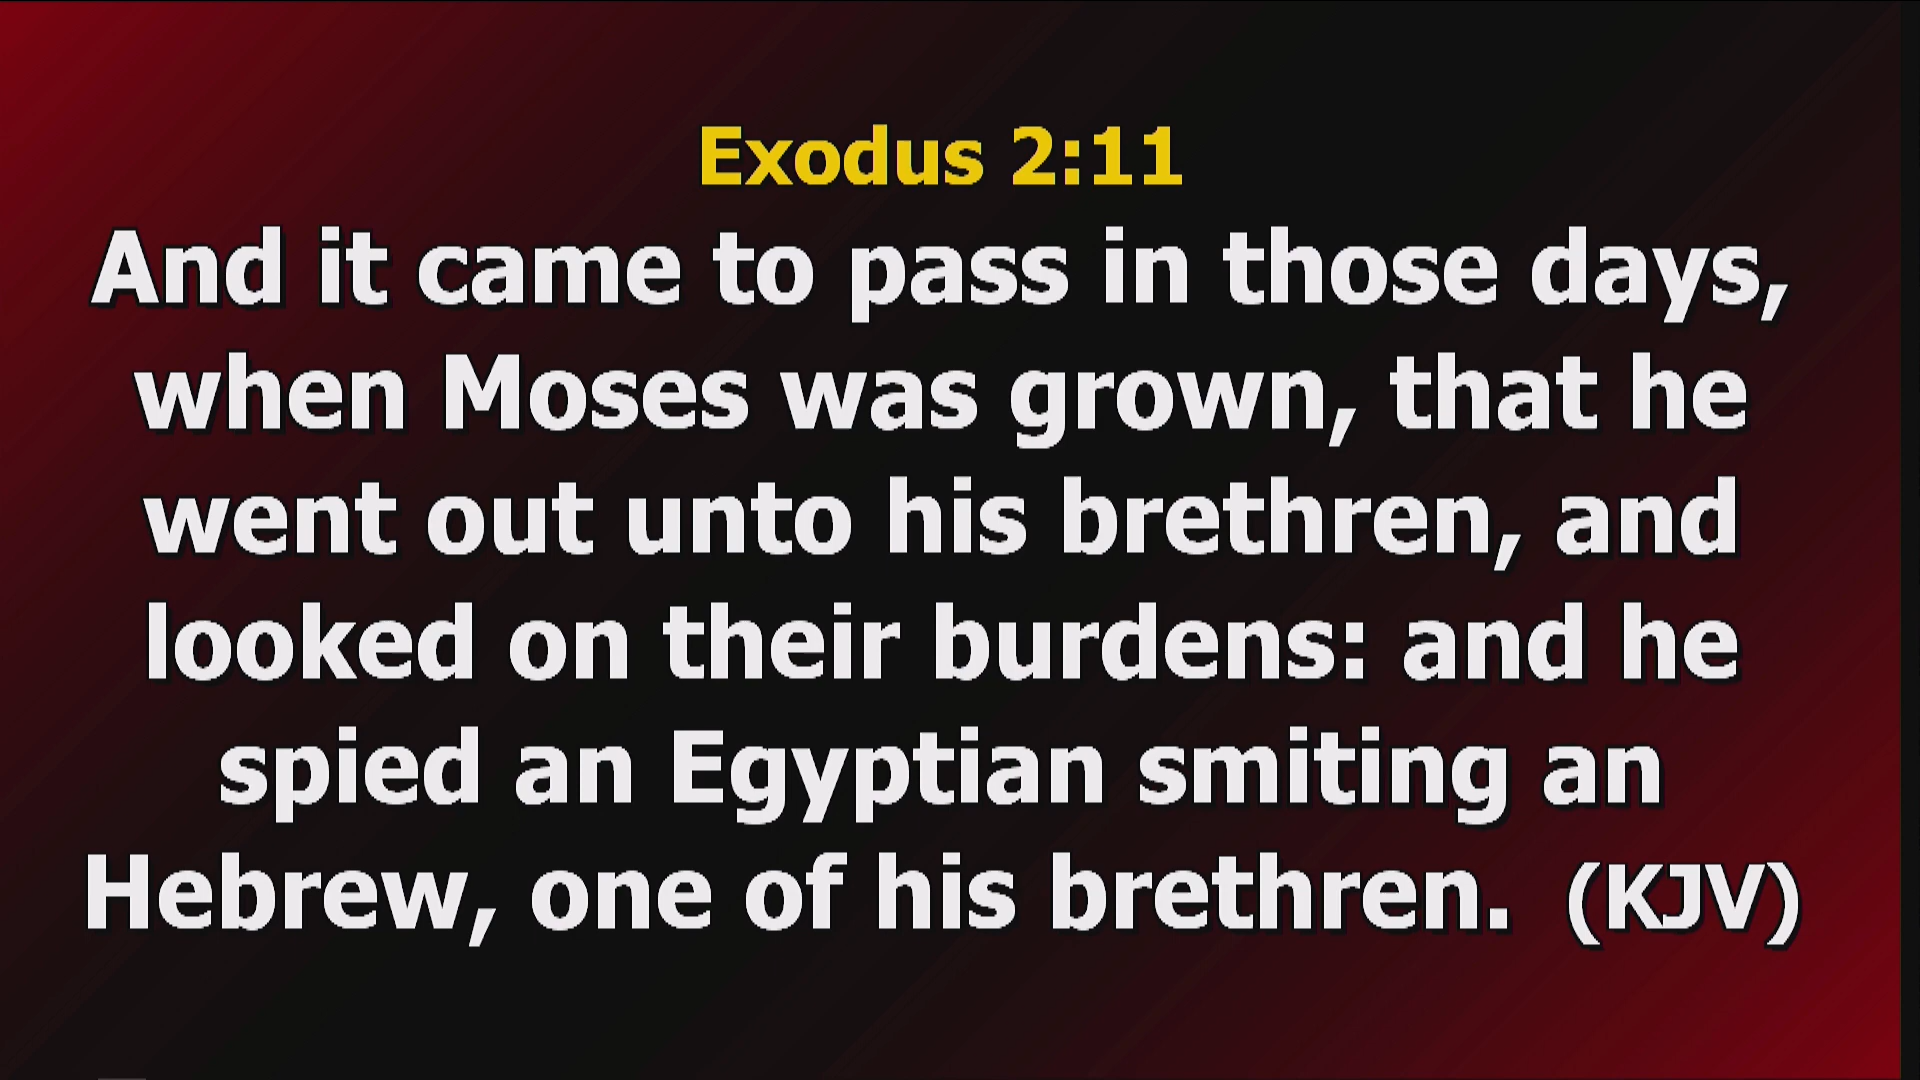 Exodus 2:11
And it came to pass in those days,
when Moses was grown, that he
went out unto his brethren, and
looked on their burdens: and he
spied an Egyptian smiting an
Hebrew, one of his brethren.  (KJV)